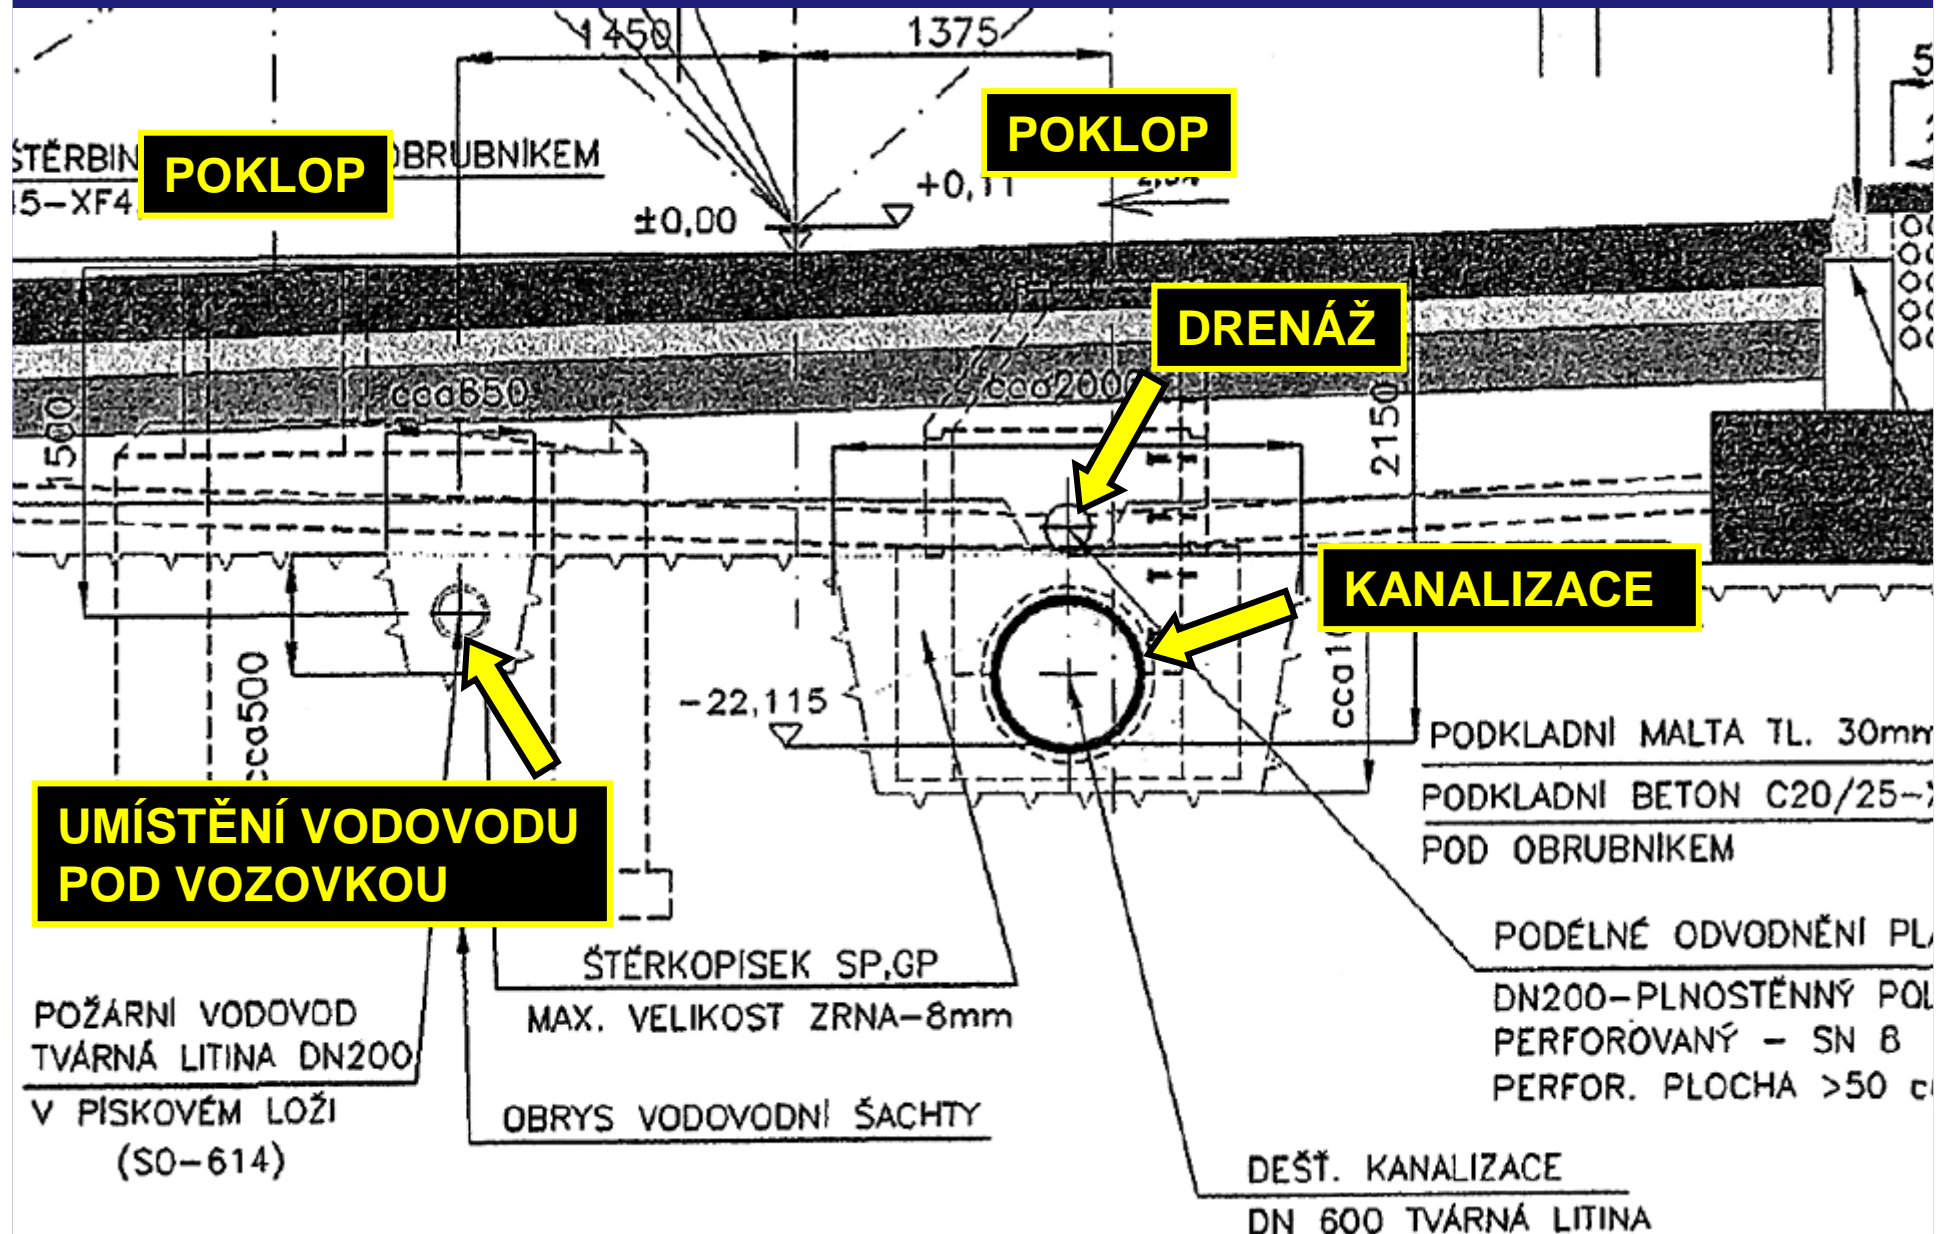 1450
1375
5
POKLOP
POKLOP
ŠTĚRBIN
OBRUBNÍKEM
5-XF4
+0,11
±0,00
DRENÁŽ
cca650
cca2000
1500
2150
KANALIZACE
cca500
-22,115
UMÍSTĚNÍ VODOVODU
POD VOZOVKOU
PODKLADNÍ MALTA TL. 30mm
PODKLADNÍ BETON C20/25-X
POD OBRUBNÍKEM
PODÉLNÉ ODVODNĚNÍ
DN200-PLNOSTĚNNÝ
PERFOROVANÝ - SN 8
PERFOR. PLOCHA >50
ŠTĚRKOPÍSEK SP,GP
MAX. VELIKOST ZRNA-8mm
POŽÁRNÍ VODOVOD
TVÁRNÁ LITINA DN200
V PÍSKOVÉM LOŽI
(SO-614)
OBRYS VODOVODNÍ ŠACHTY
DEŠŤ. KANALIZACE
DN 600 TVÁRNÁ LITINA